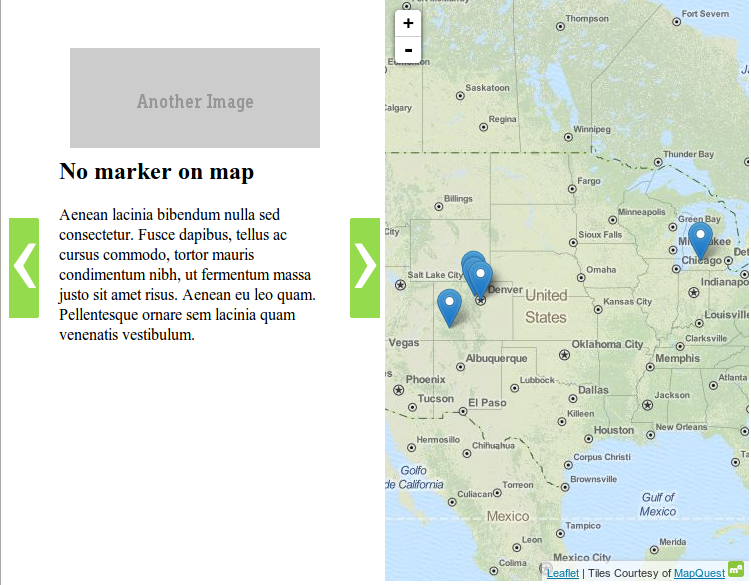 Another Image
No marker on map
Aenean lacinia bibendum nulla sed
consectetur. Fusce dapibus, tellus ac
cursus commodo, tortor mauris
condimentum nibh, ut fermentum massa
justo sit amet risus. Aenean eu leo quam.
Pellentesque ornare sem lacinia quam
venenatis vestibulum.
+
-
Fort Severn
Thompson
Saskatoon
algary
Regina
Winnipeg
Thunder Bay
Fargo
Billings
Minneapolis
Green Bay
City
Sioux Falls
Chicago
Det
Salt Lake City
Omaha
Indianapo
Denver
United
States
Kansas City
Louisville
Vegas
Clarksville
Oklahoma City
Albuquerque
Memphis
Phoenix
Lubbock
Atlanta
Tucson
El Paso
Dallas
Jackson
Killeen
New Orleans
Houston
Hermosillo
Chihuahua
Corpus Christi
Golfo
de California
Brownsville
Torreon
Culiacan
Gulf of
Mexico
Mexico
Tampico
Leon
Merida
Mexico City
Colima
Leaflet | Tiles Courtesy of MapQuest